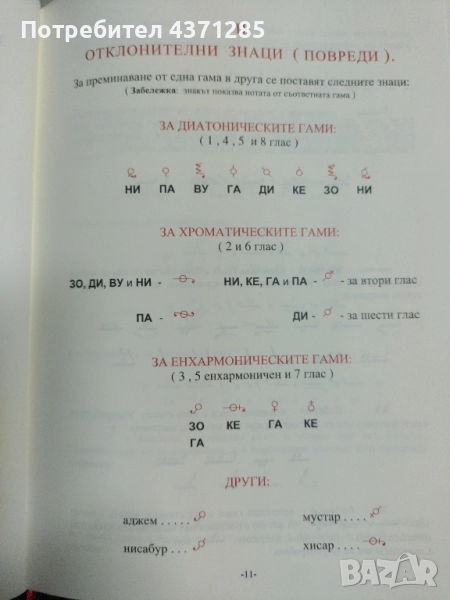 Потребител 4371285
ОТКЛОНИТЕЛНИ ЗНАЦИ ( ПОВРЕДИ ).
За преминаване от една гама в друга се поставят следните знаци:
( Забележка: знакът показва нотата от съответната гама )
ЗА ДИАТОНИЧЕСКИТЕ ГАМИ:
( 1, 4, 5 и 8 глас )
НИ ПА ВУ ГА ДИ КЕ ЗО НИ
ЗА ХРОМАТИЧЕСКИТЕ ГАМИ:
( 2 и 6 глас )
ЗО, ДИ, ВУ и НИ - НИ, КЕ, ГА и ПА - - за втори глас
ПА - ДИ - - за шести глас
ЗА ЕНХАРМОНИЧЕСКИТЕ ГАМИ:
( 3, 5 енхармоничен и 7 глас )
ЗО КЕ ГА КЕ
ГА
ДРУГИ:
аджем . . . . . мустар . . . .
нисабур . . . хисар . . . .
-11-
BAZAR